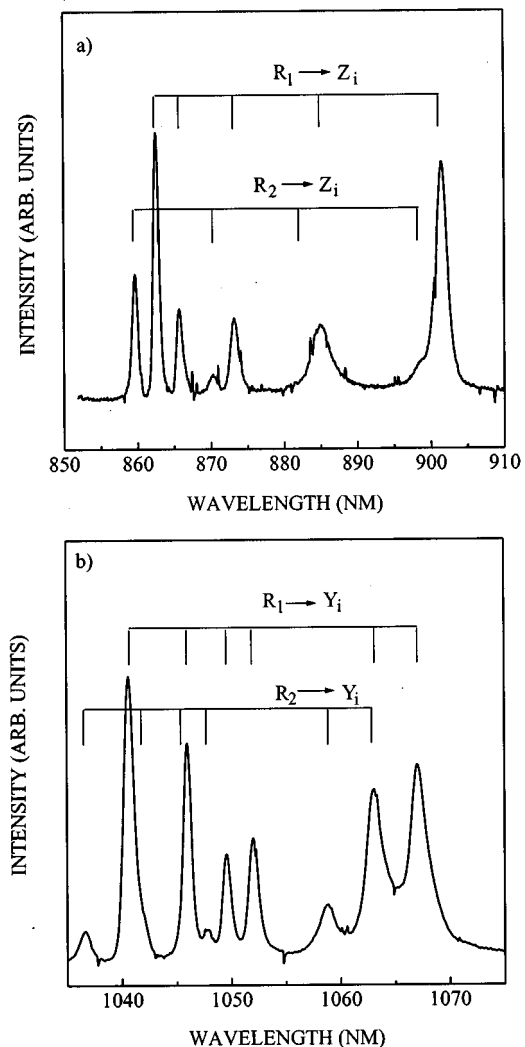 a)
R₁ → Zᵢ
R₂ → Zᵢ
INTENSITY (ARB. UNITS)
850 860 870 880 890 900 910
WAVELENGTH (NM)
b)
R₁ → Yᵢ
R₂ → Yᵢ
INTENSITY (ARB. UNITS)
1040 1050 1060 1070
WAVELENGTH (NM)